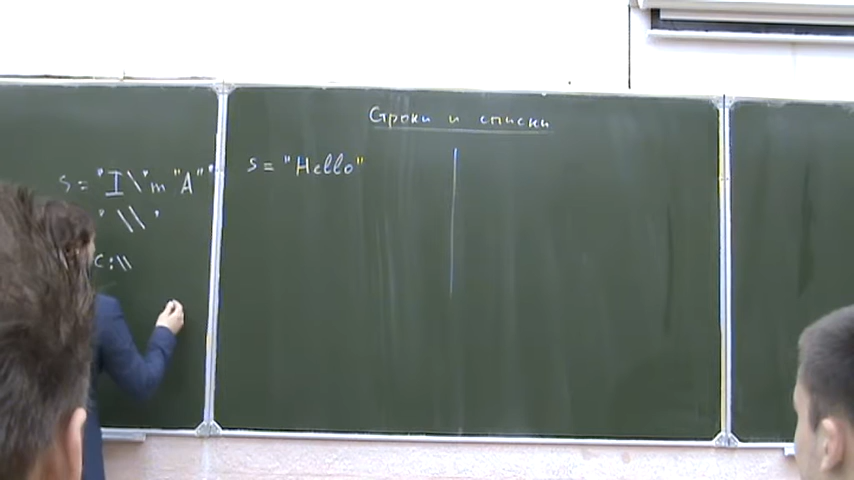 Строки и списки
s = 'I\'m "A"'
'\\'
C:\\
s = "Hello"